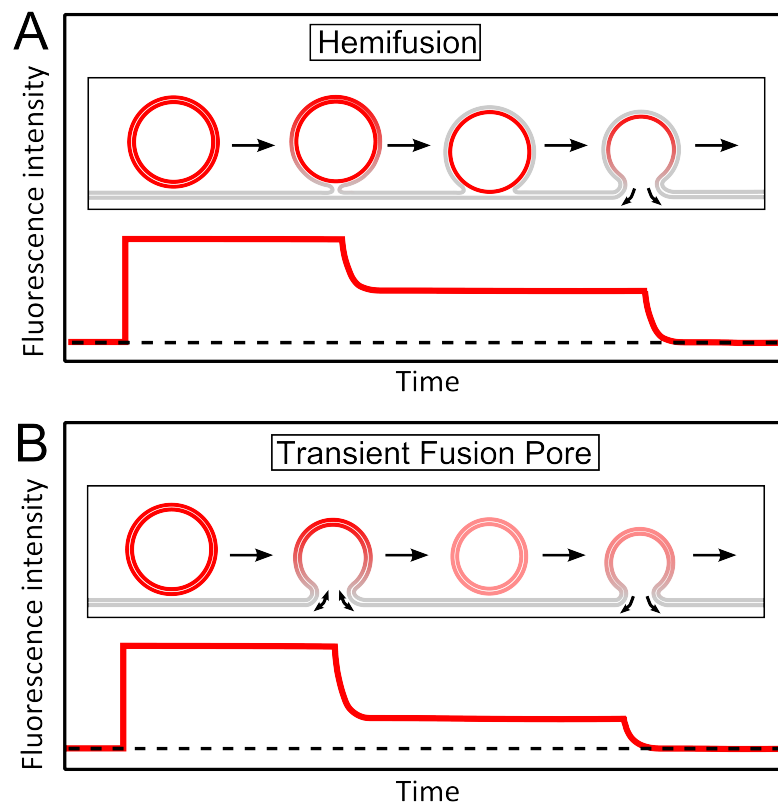 A
Hemifusion
Fluorescence intensity
Time
B
Transient Fusion Pore
Fluorescence intensity
Time